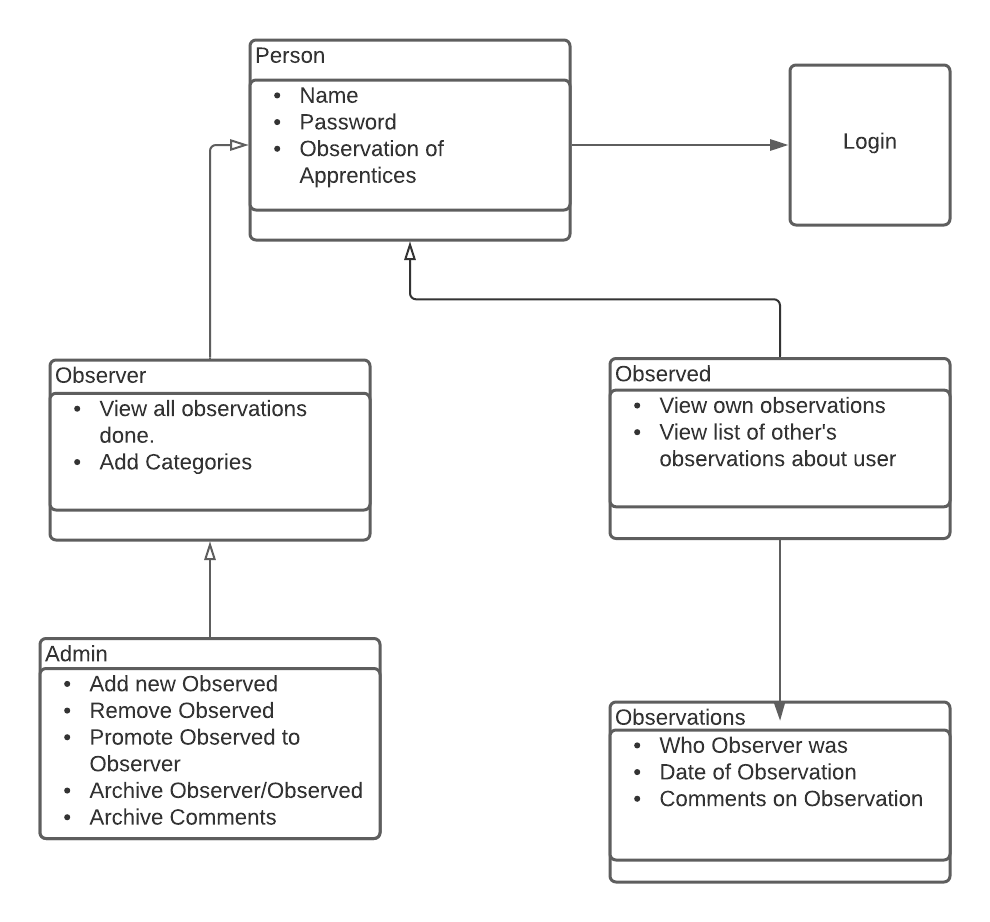 Person
• Name
• Password
• Observation of
Apprentices
Login
Observer
• View all observations
done.
• Add Categories
Observed
• View own observations
• View list of other's
observations about user
Admin
• Add new Observed
• Remove Observed
• Promote Observed to
Observer
• Archive Observer/Observed
• Archive Comments
Observations
• Who Observer was
• Date of Observation
• Comments on Observation